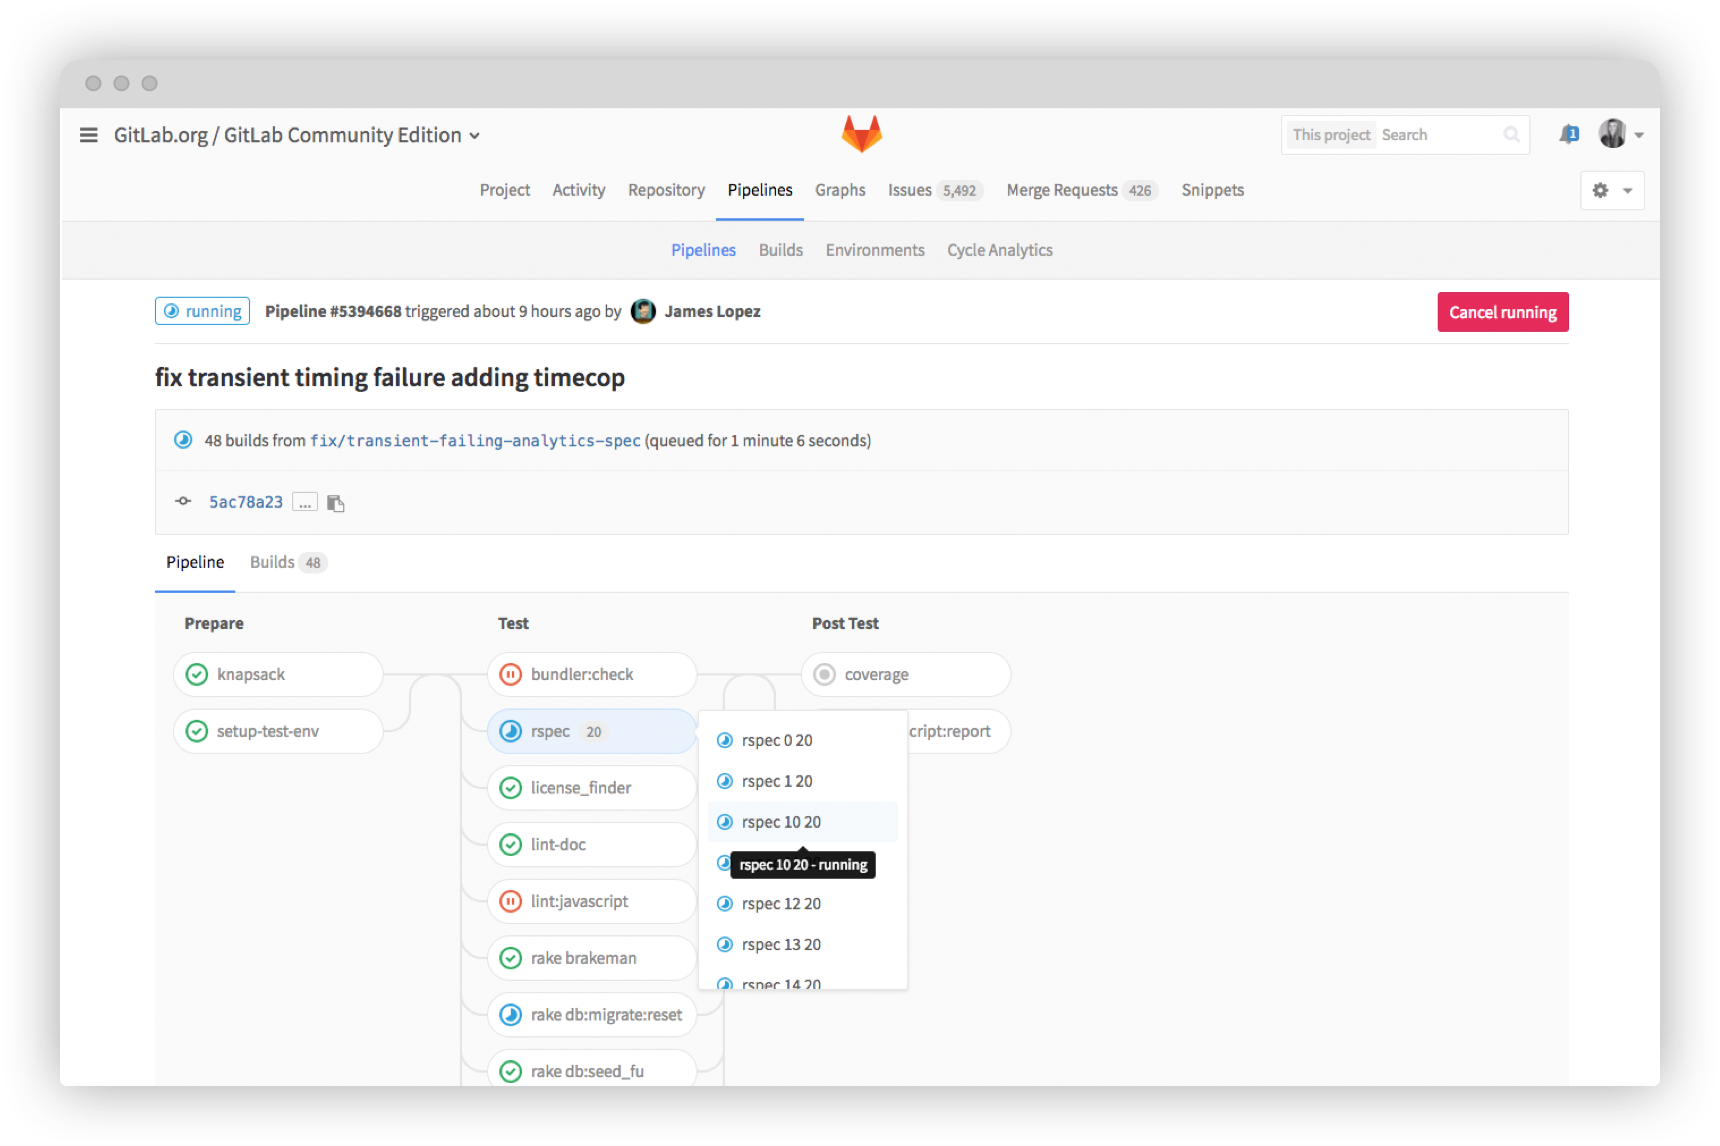 GitLab.org / GitLab Community Edition
This project Search
1
Project Activity Repository Pipelines Graphs Issues 5,492 Merge Requests 426 Snippets
Pipelines Builds Environments Cycle Analytics
running Pipeline #5394668 triggered about 9 hours ago by James Lopez
Cancel running
fix transient timing failure adding timecop
48 builds from fix/transient-failing-analytics-spec (queued for 1 minute 6 seconds)
5ac78a23 ...
Pipeline Builds 48
Prepare
knapsack
setup-test-env
Test
bundler:check
rspec 20
license_finder
lint-doc
lint:javascript
rake brakeman
rake db:migrate:reset
rake db:seed_fu
rspec 0 20
rspec 1 20
rspec 10 20
rspec 10 20 - running
rspec 12 20
rspec 13 20
rspec 14 20
Post Test
coverage
cript:report